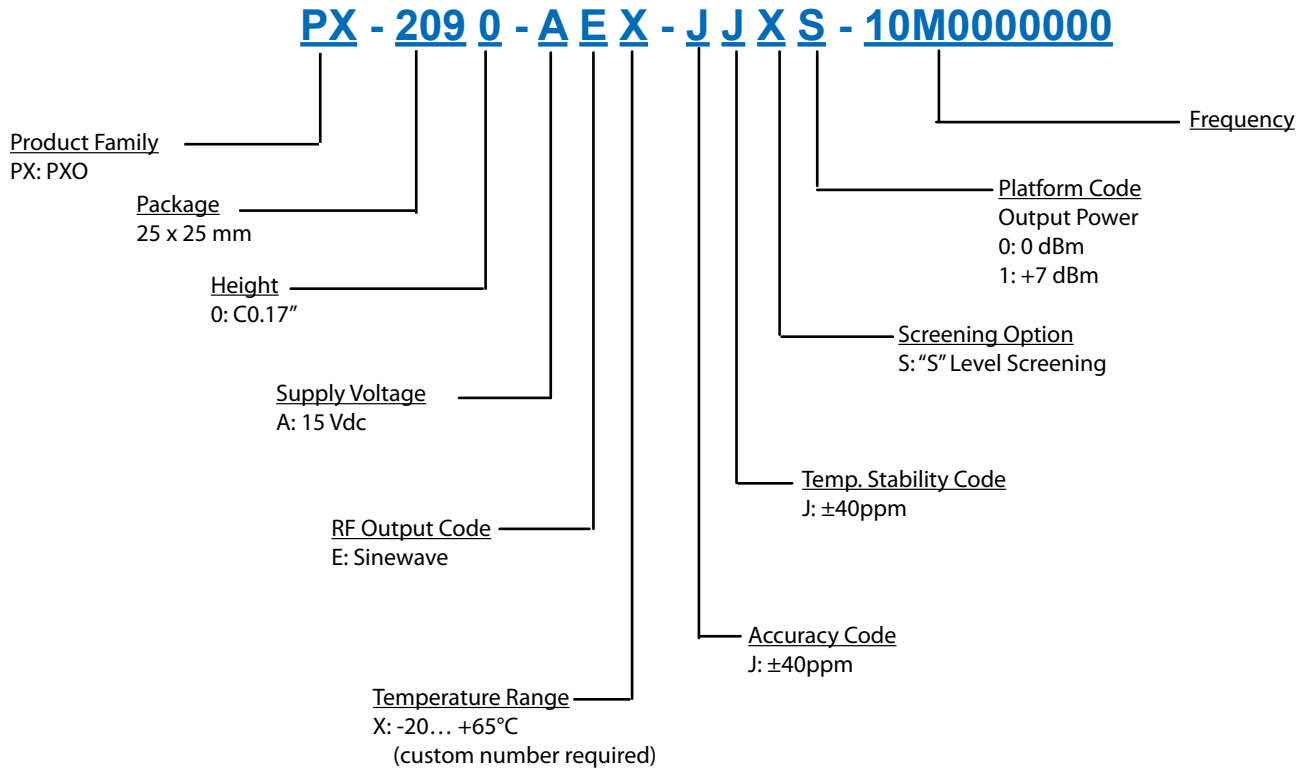 PX - 209 0 - A E X - J J X S - 10M0000000
Frequency
Product Family
PX: PXO
Platform Code
Output Power
0: 0 dBm
1: +7 dBm
Package
25 x 25 mm
Height
0: C0.17”
Screening Option
S: “S” Level Screening
Supply Voltage
A: 15 Vdc
Temp. Stability Code
J: ±40ppm
RF Output Code
E: Sinewave
Accuracy Code
J: ±40ppm
Temperature Range
X: -20… +65°C
(custom number required)